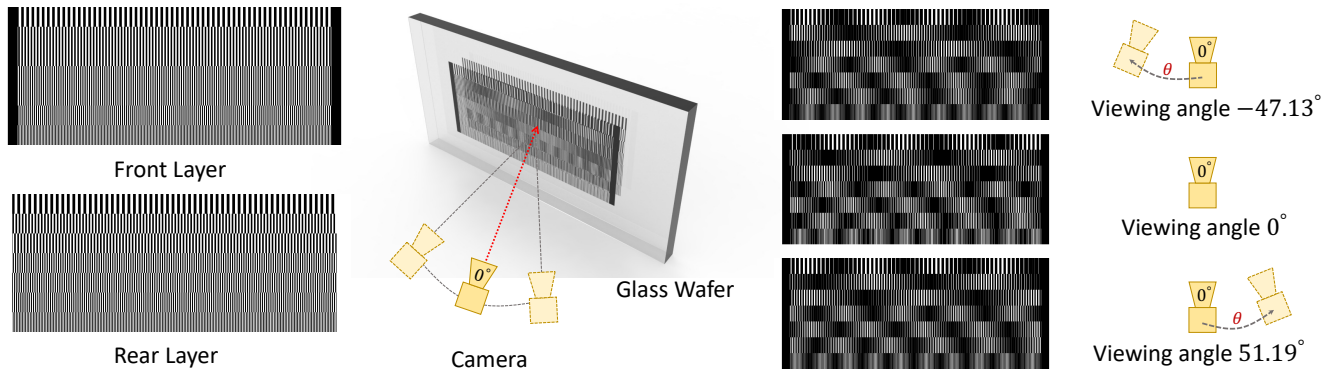 Front Layer
Rear Layer
0°
Camera
Glass Wafer
0°
θ
Viewing angle −47.13°
0°
Viewing angle 0°
0°
θ
Viewing angle 51.19°